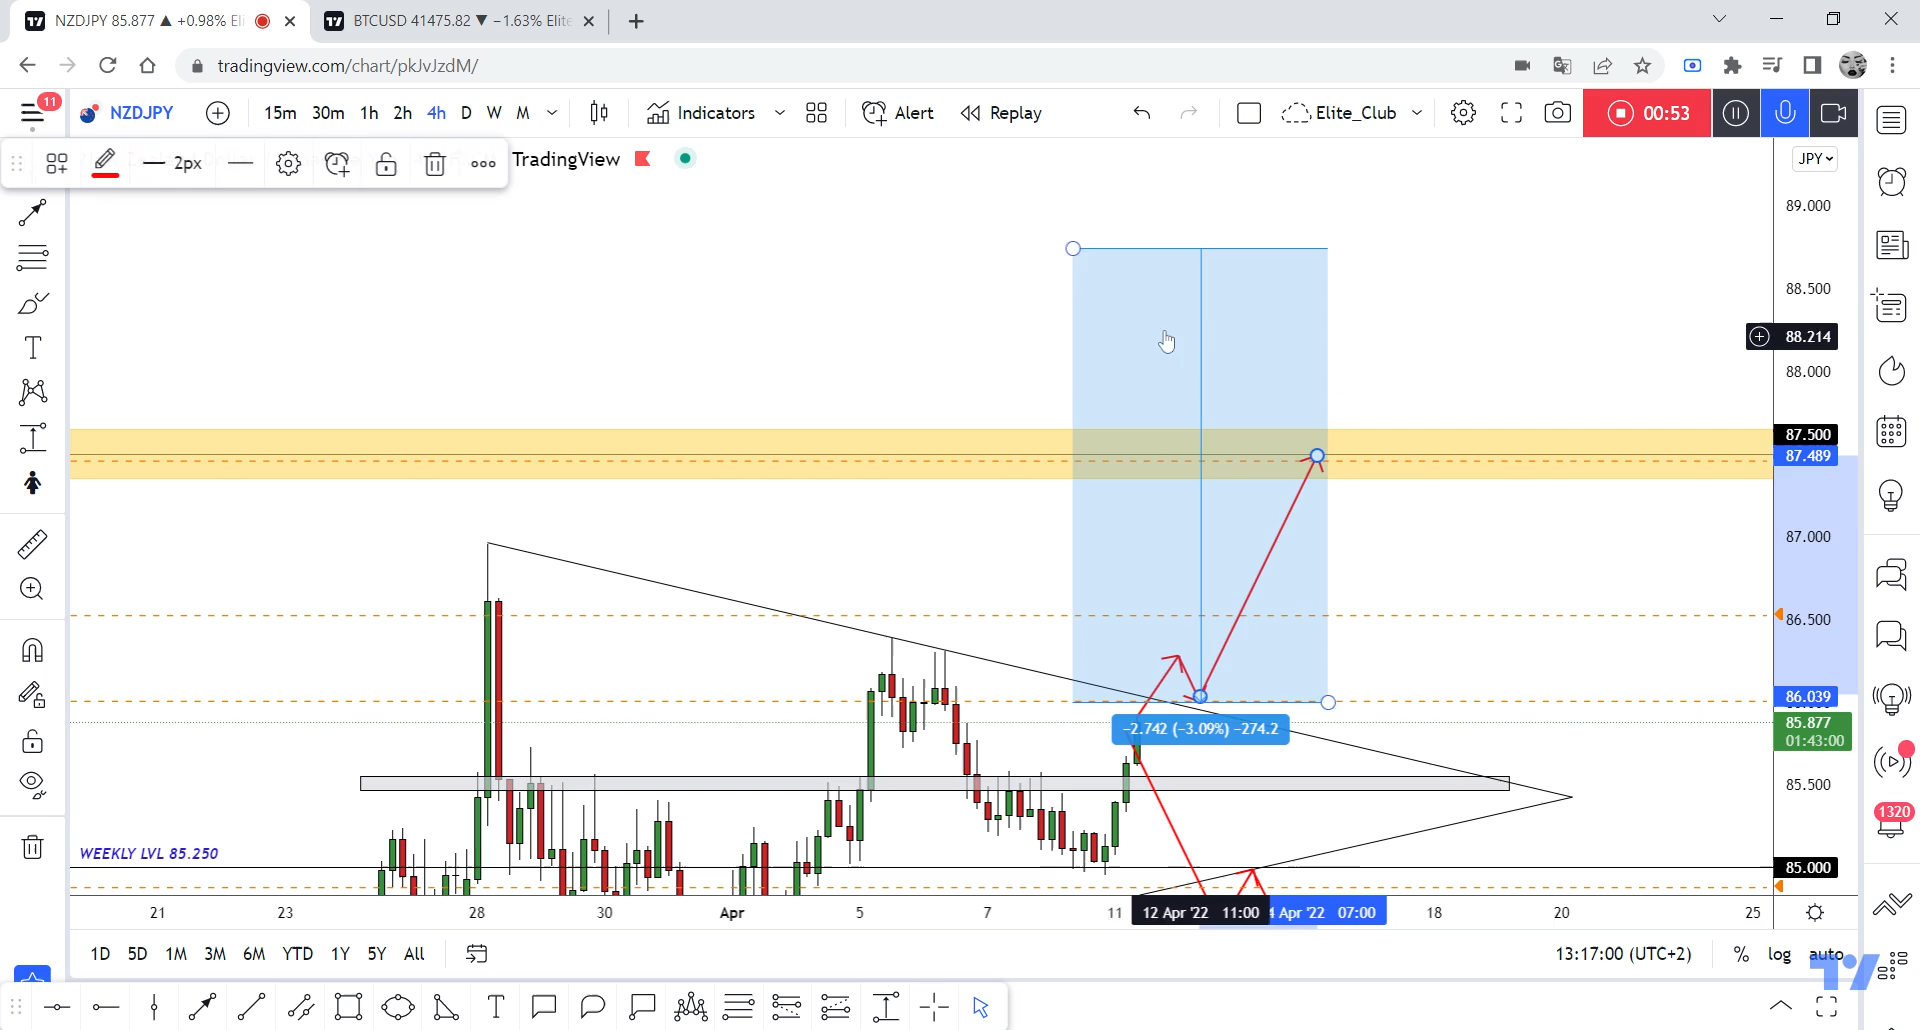 NZDJPY 85.877 ▲ +0.98% Eli
BTCUSD 41475.82 ▼ −1.63% Elite
tradingview.com/chart/pkJvJzdM/
11
NZDJPY
15m 30m 1h 2h 4h D W M
Indicators
Alert
Replay
Elite_Club
00:53
2px
TradingView
JPY
89.000
88.500
88.214
88.000
87.500
87.489
87.000
86.500
86.039
85.877
01:43:00
−2.742 (−3.09%) −274.2
85.500
1320
WEEKLY LVL 85.250
85.000
21 23 28 30 Apr 5 7 11 12 Apr '22 11:00 4 Apr '22 07:00 18 20 25
1D 5D 1M 3M 6M YTD 1Y 5Y All
13:17:00 (UTC+2) % log auto